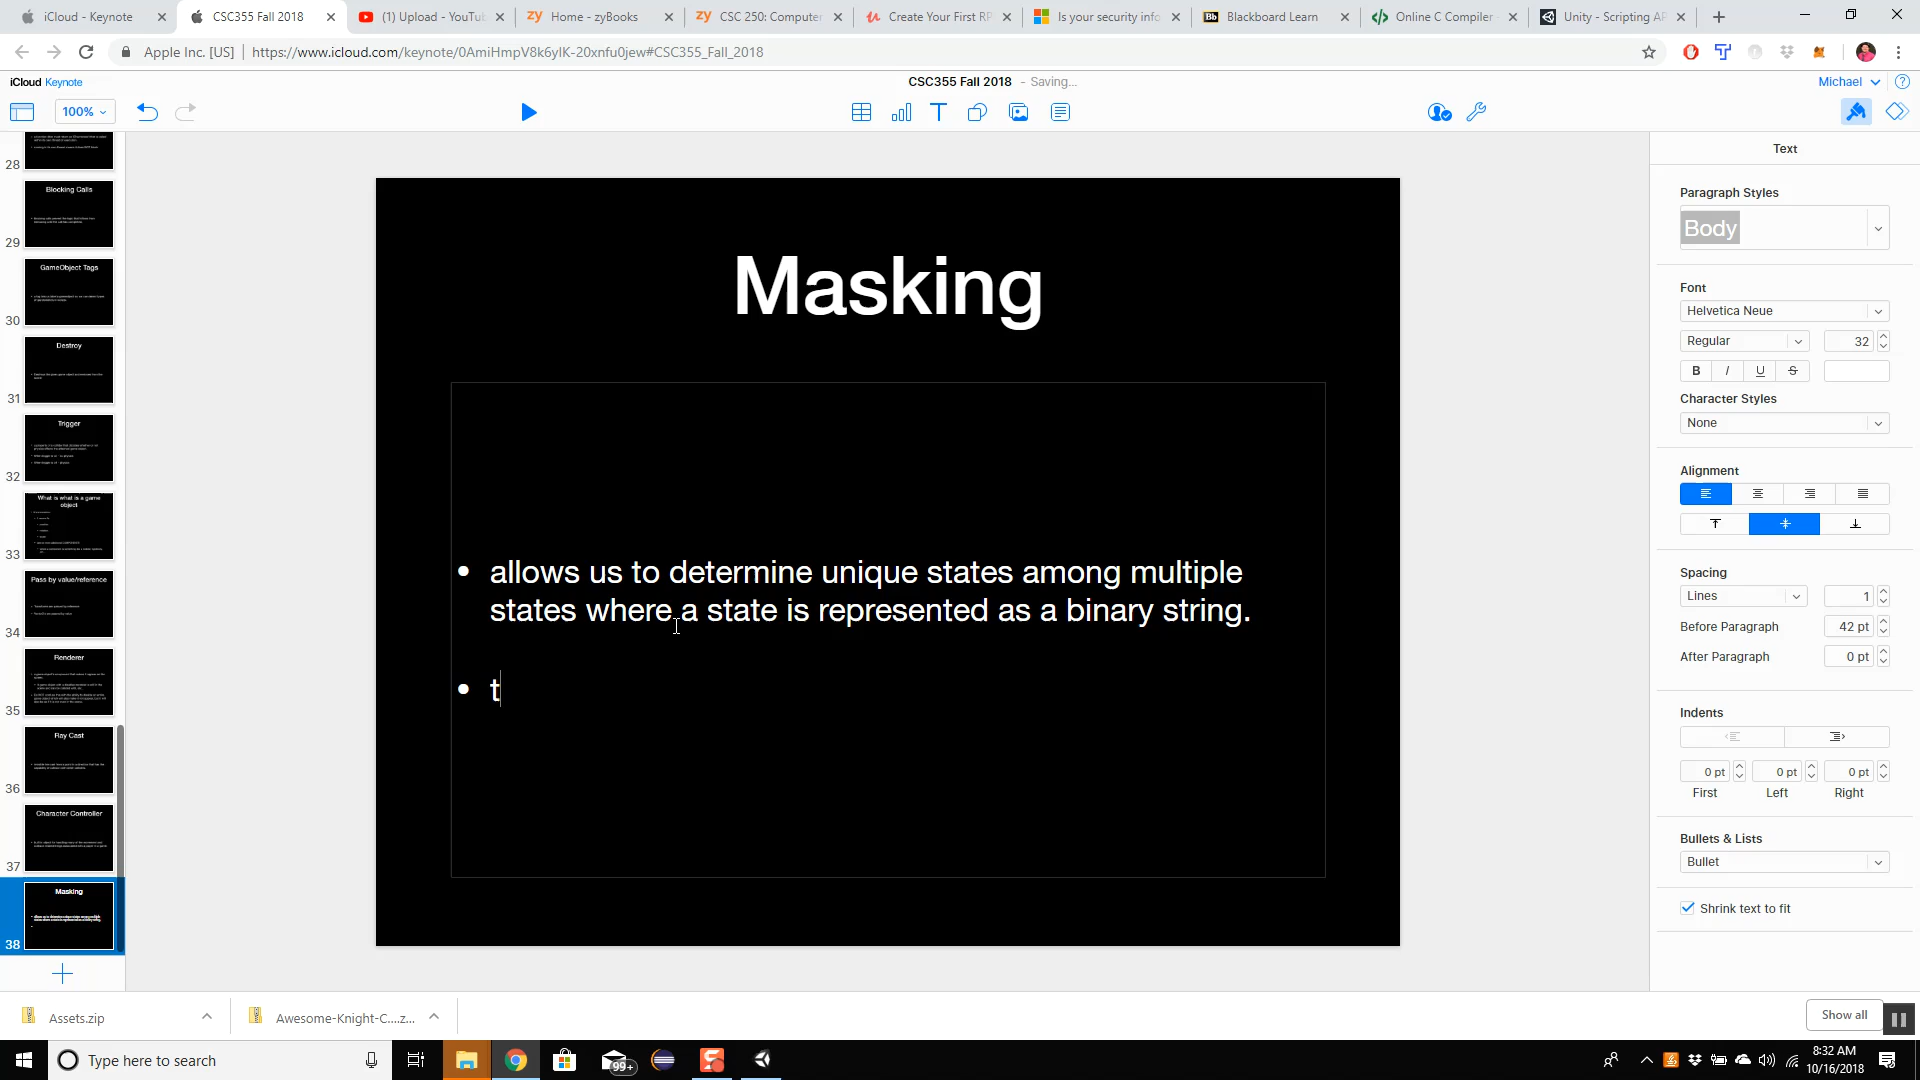 iCloud - Keynote
CSC355 Fall 2018
(1) Upload - YouTu
Home - zyBooks
CSC 250: Computer
Create Your First RP
Is your security info
Blackboard Learn
Online C Compiler -
Unity - Scripting AP
Apple Inc. [US]
https://www.icloud.com/keynote/0AmiHmpV8k6yIK-20xnfu0jew#CSC355_Fall_2018
iCloud Keynote
CSC355 Fall 2018 - Saving...
Michael
100%
28
Blocking Calls
29
GameObject Tags
30
Destroy
31
Trigger
32
What is what is a game
object
33
Pass by value/reference
34
Renderer
35
Ray Cast
36
Character Controller
37
Masking
38
Masking
• allows us to determine unique states among multiple
states where a state is represented as a binary string.
• t
Text
Paragraph Styles
Body
Font
Helvetica Neue
Regular
32
B I U S
Character Styles
None
Alignment
Spacing
Lines
1
Before Paragraph
42 pt
After Paragraph
0 pt
Indents
0 pt 0 pt 0 pt
First Left Right
Bullets & Lists
Bullet
Shrink text to fit
Assets.zip
Awesome-Knight-C....z...
Show all
Type here to search
99+
8:32 AM
10/16/2018